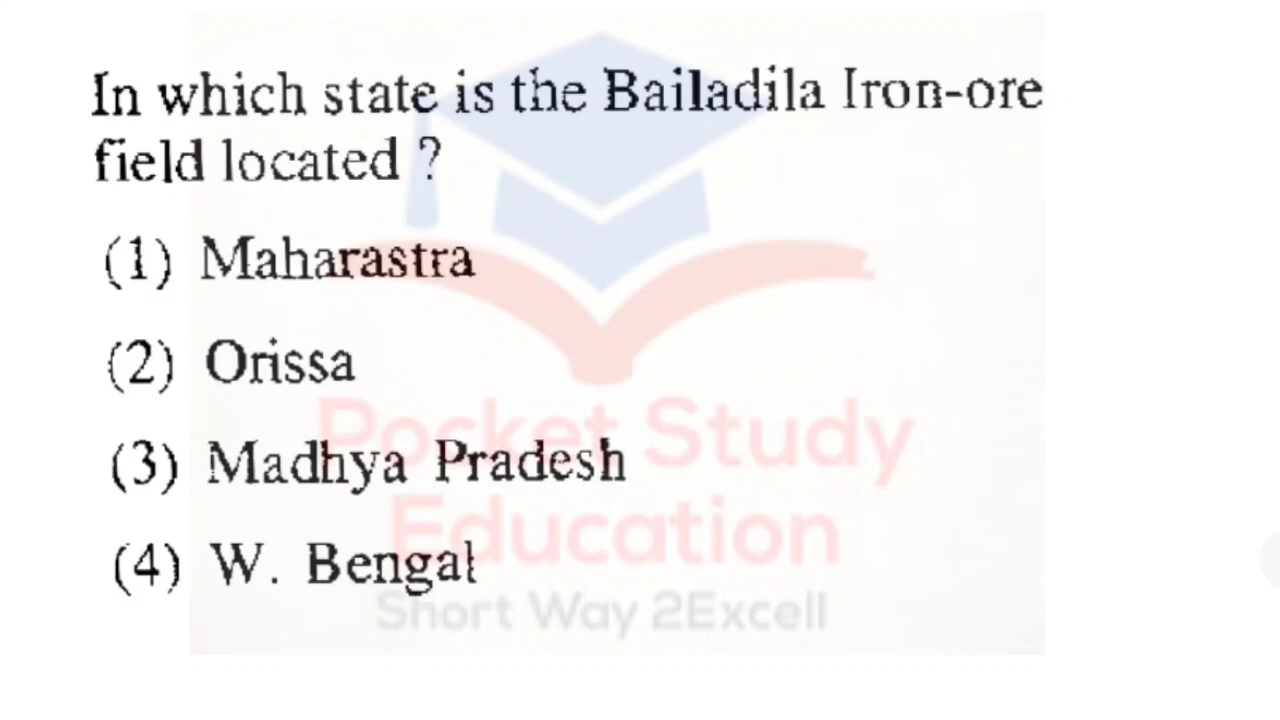 In which state is the Bailadila Iron-ore
field located ?
(1) Maharastra
(2) Orissa
(3) Madhya Pradesh
(4) W. Bengal
Pocket Study
Education
Short Way 2Excell